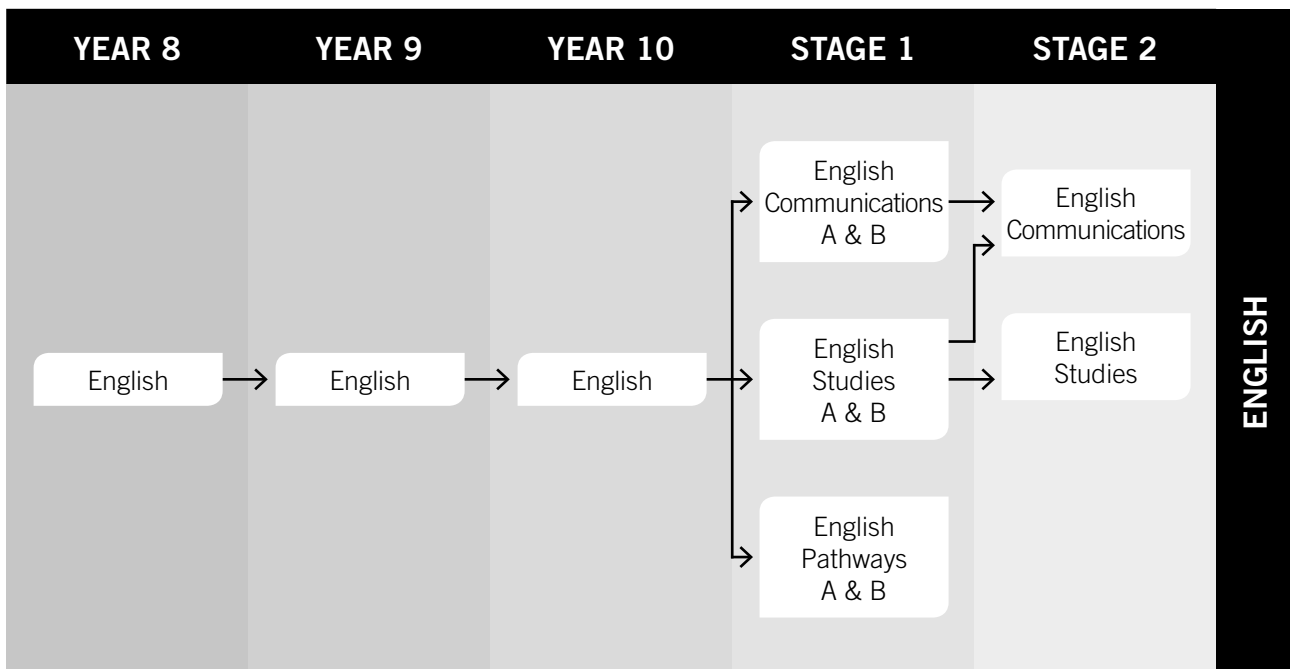 YEAR 8
YEAR 9
YEAR 10
STAGE 1
STAGE 2
English
English
English
English
Communications
A & B
English
Studies
A & B
English
Pathways
A & B
English
Communications
English
Studies
ENGLISH